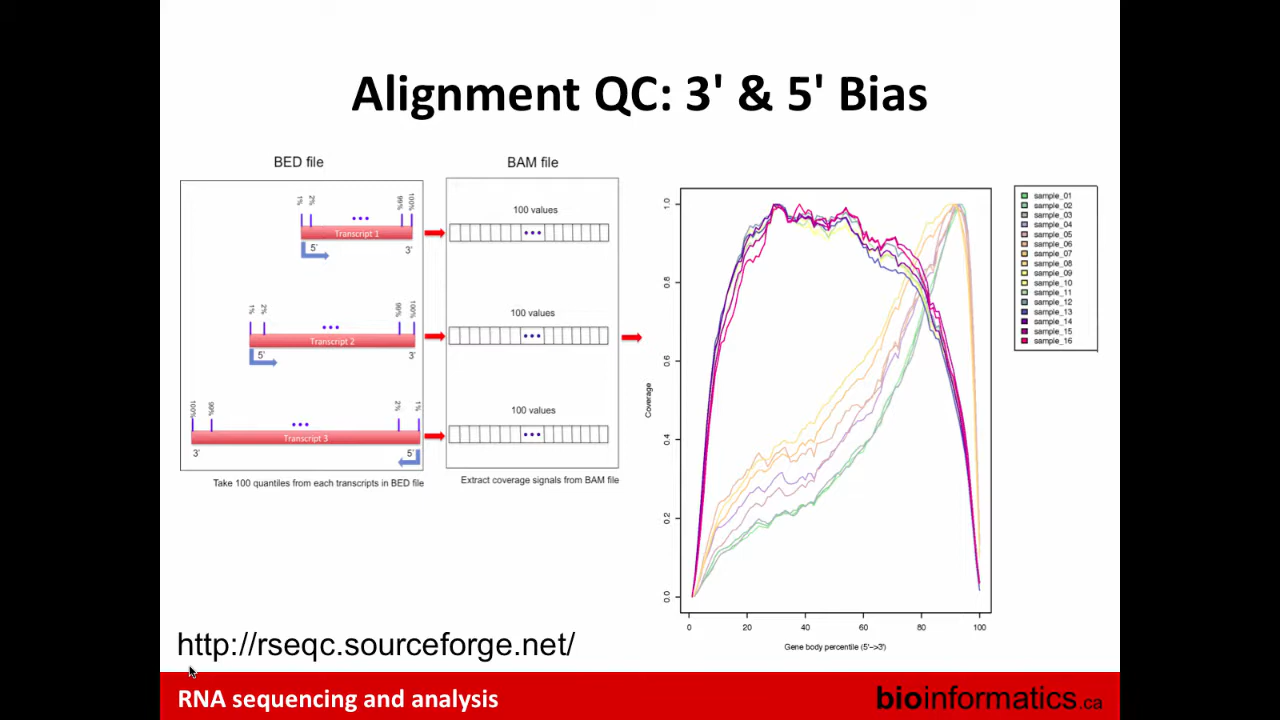 Alignment QC: 3' & 5' Bias
BED file
1%
2%
•••
99%
100%
Transcript 1
5'
3'
1%
2%
•••
99%
100%
Transcript 2
5'
3'
100%
99%
•••
2%
1%
Transcript 3
3'
5'
Take 100 quantiles from each transcripts in BED file
BAM file
100 values
•••
100 values
•••
100 values
•••
Extract coverage signals from BAM file
Coverage
1.0
0.8
0.6
0.4
0.2
0.0
0
20
40
60
80
100
Gene body percentile (5'->3')
sample_01
sample_02
sample_03
sample_04
sample_05
sample_06
sample_07
sample_08
sample_09
sample_10
sample_11
sample_12
sample_13
sample_14
sample_15
sample_16
http://rseqc.sourceforge.net/
RNA sequencing and analysis
bioinformatics.ca